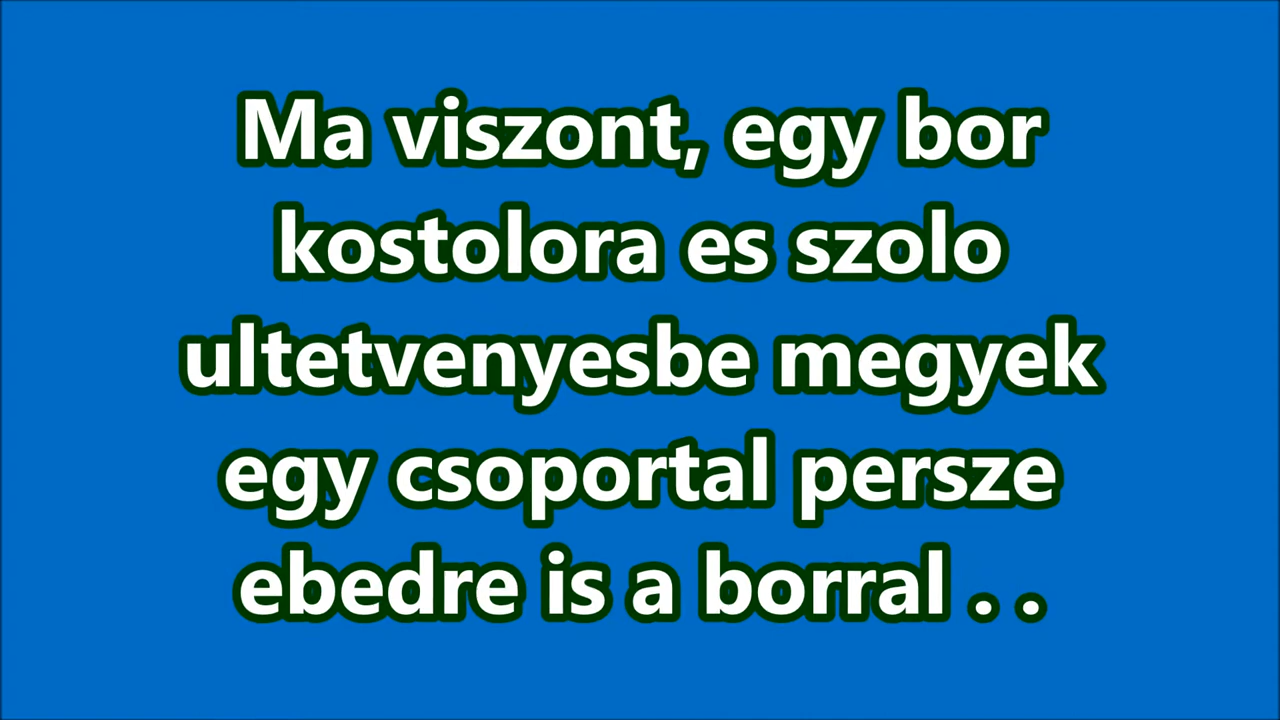 Ma viszont, egy bor
kostolora es szolo
ultetvenyesbe megyek
egy csoportal persze
ebedre is a borral . .